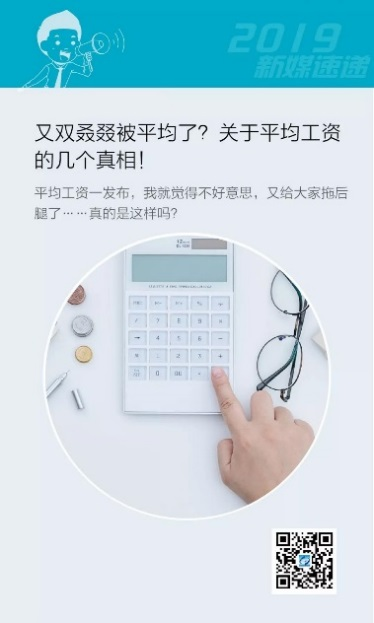 2019
新媒速递
又双叒叕被平均了？关于平均工资
的几个真相！
平均工资一发布，我就觉得不好意思，又给大家拖后
腿了……真的是这样吗？